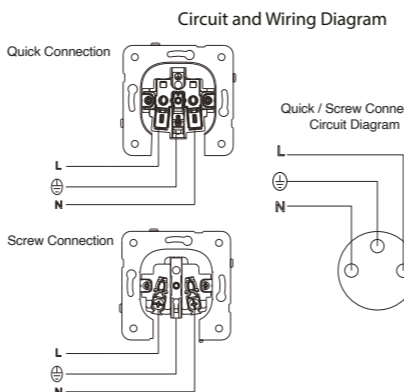 Circuit and Wiring Diagram
Quick Connection
L
N
Quick / Screw Conne
Circuit Diagram
L
N
Screw Connection
L
N